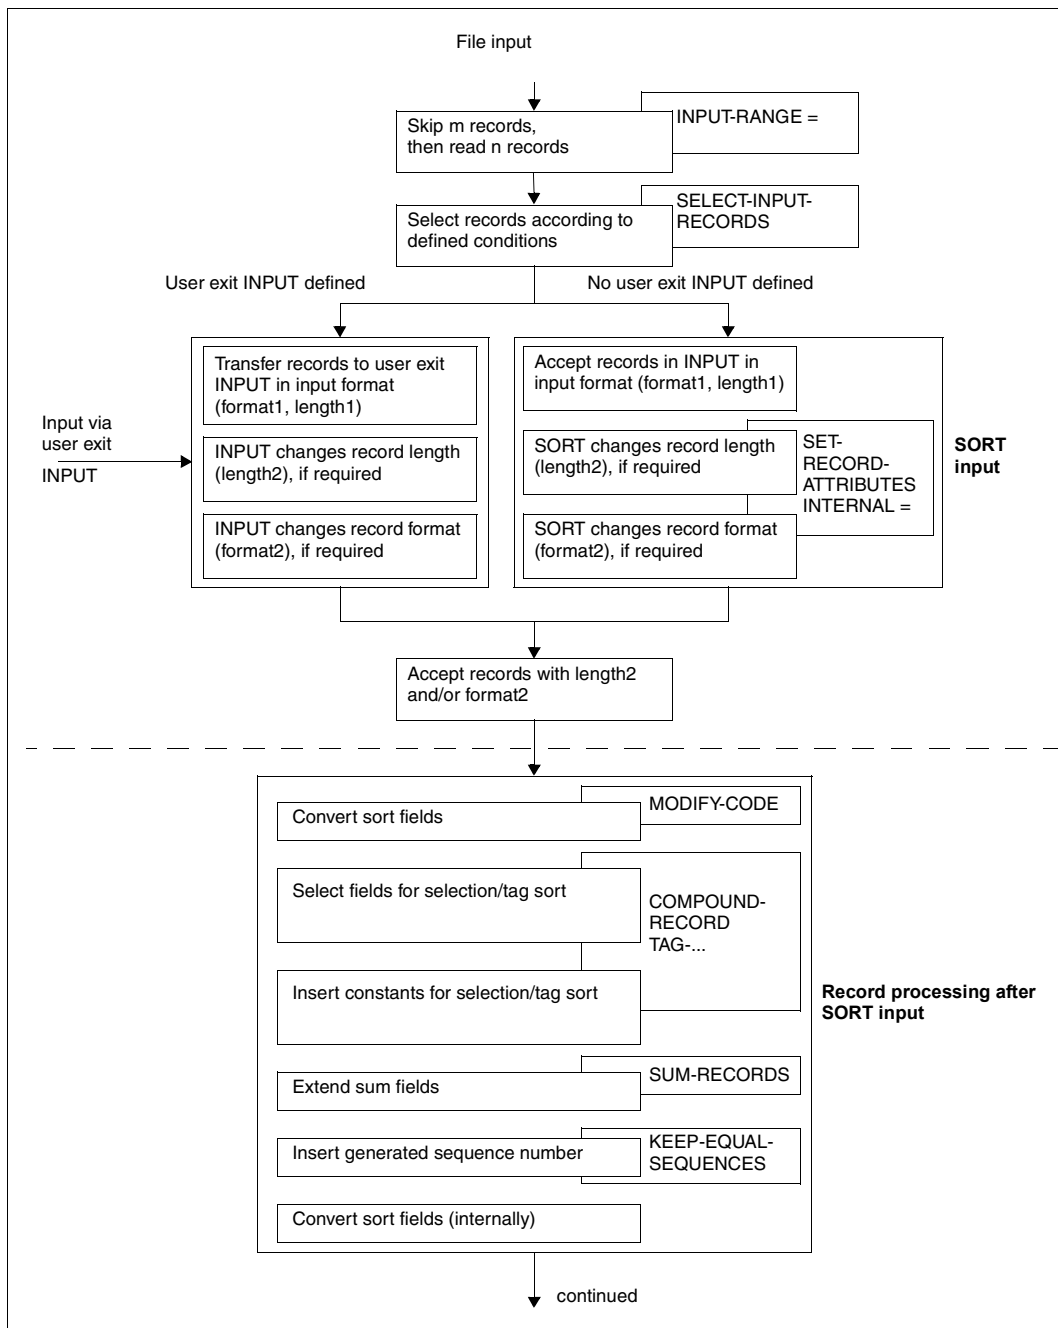 File input
Skip m records,
then read n records
INPUT-RANGE =
Select records according to
defined conditions
SELECT-INPUT-
RECORDS
User exit INPUT defined
No user exit INPUT defined
Transfer records to user exit
INPUT in input format
(format1, length1)
Accept records in INPUT in
input format (format1, length1)
Input via
user exit
INPUT
INPUT changes record length
(length2), if required
SORT changes record length
(length2), if required
SET-
RECORD-
ATTRIBUTES
INTERNAL =
SORT
input
INPUT changes record format
(format2), if required
SORT changes record format
(format2), if required
Accept records with length2
and/or format2
Convert sort fields
MODIFY-CODE
Select fields for selection/tag sort
COMPOUND-
RECORD
TAG-...
Insert constants for selection/tag sort
Record processing after
SORT input
Extend sum fields
SUM-RECORDS
Insert generated sequence number
KEEP-EQUAL-
SEQUENCES
Convert sort fields (internally)
continued